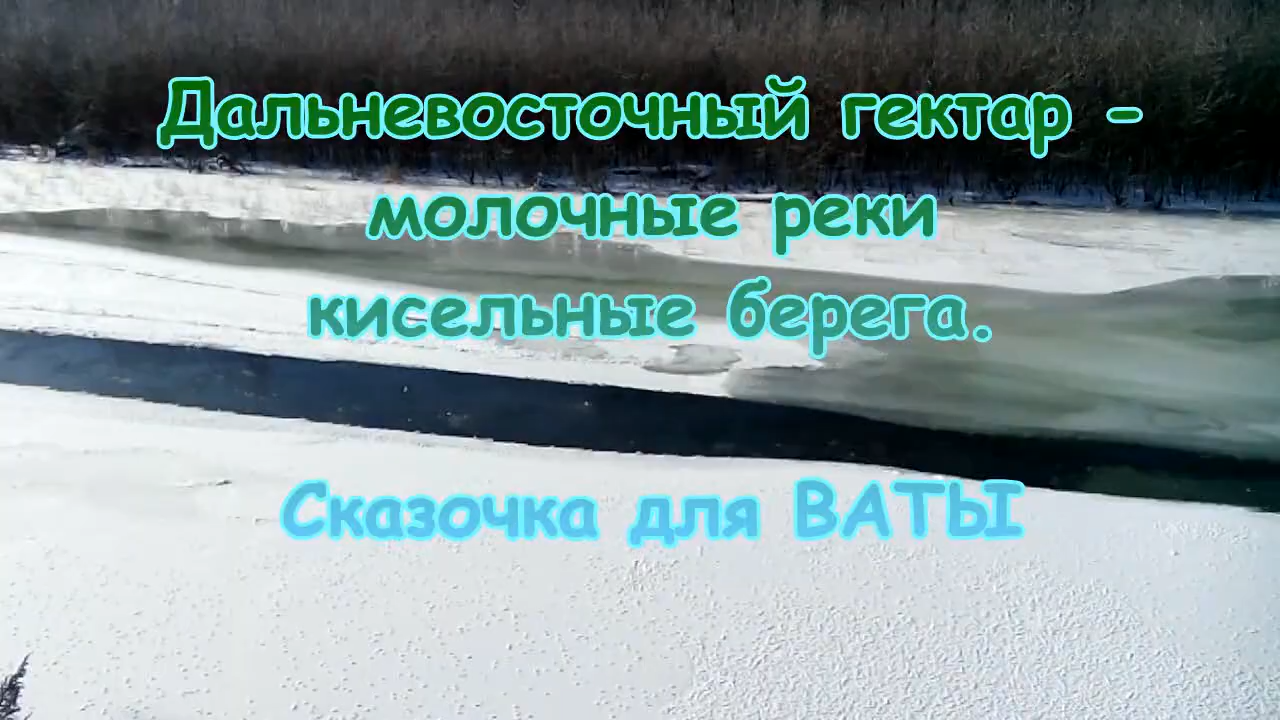 Дальневосточный гектар -
молочные реки
кисельные берега.
Сказочка для ВАТЫ